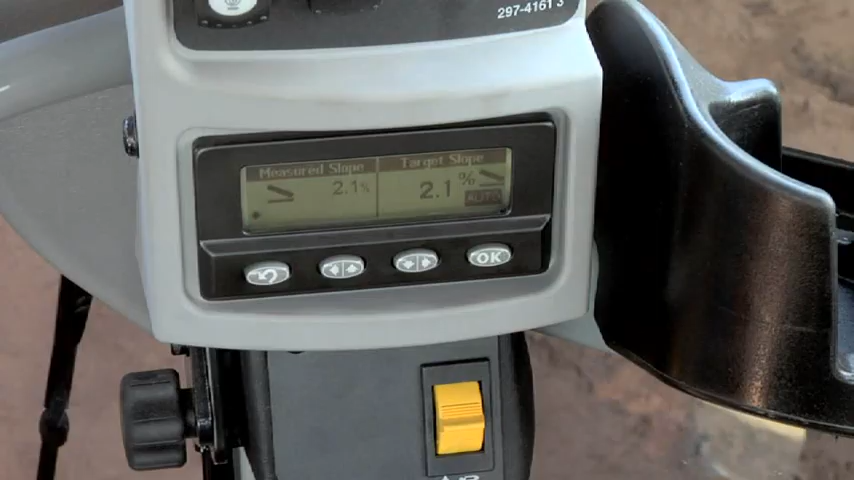 297-4161 3
Measured Slope Target Slope
2.1% 2.1%
AUTO
OK